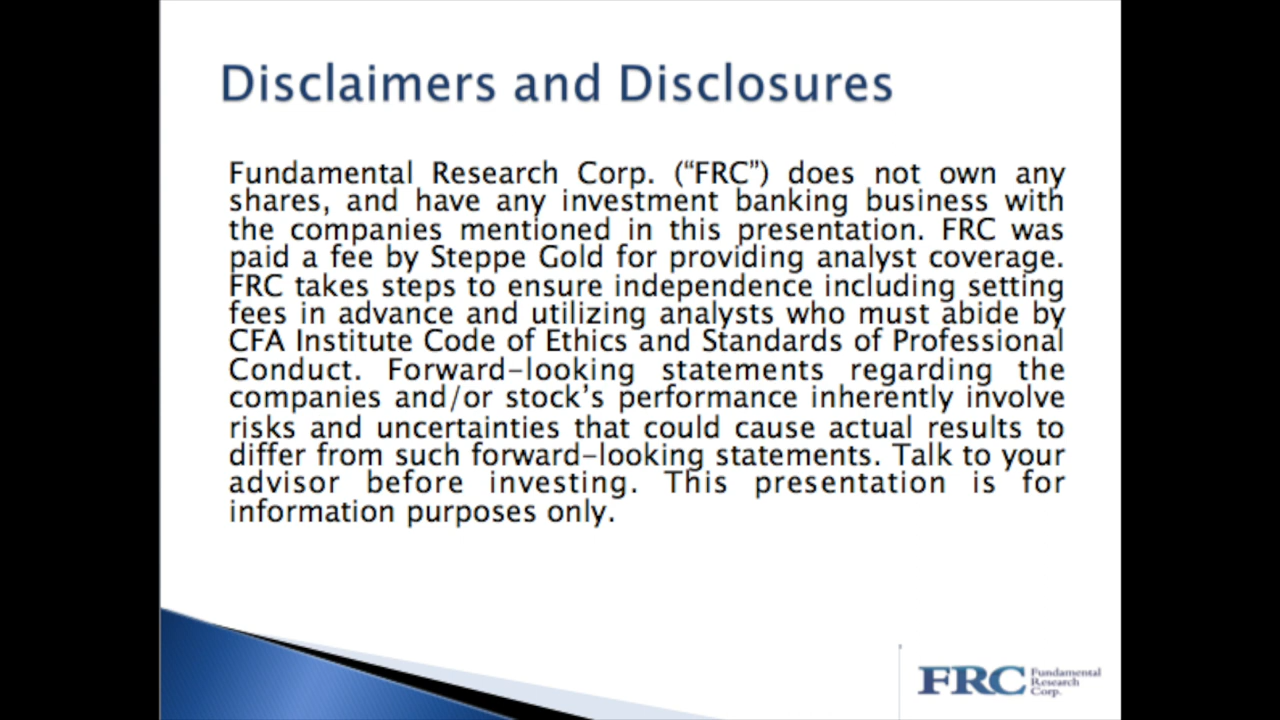 Disclaimers and Disclosures
Fundamental Research Corp. (“FRC”) does not own any
shares, and have any investment banking business with
the companies mentioned in this presentation. FRC was
paid a fee by Steppe Gold for providing analyst coverage.
FRC takes steps to ensure independence including setting
fees in advance and utilizing analysts who must abide by
CFA Institute Code of Ethics and Standards of Professional
Conduct. Forward-looking statements regarding the
companies and/or stock’s performance inherently involve
risks and uncertainties that could cause actual results to
differ from such forward-looking statements. Talk to your
advisor before investing. This presentation is for
information purposes only.
FRC
Fundamental
Research
Corp.